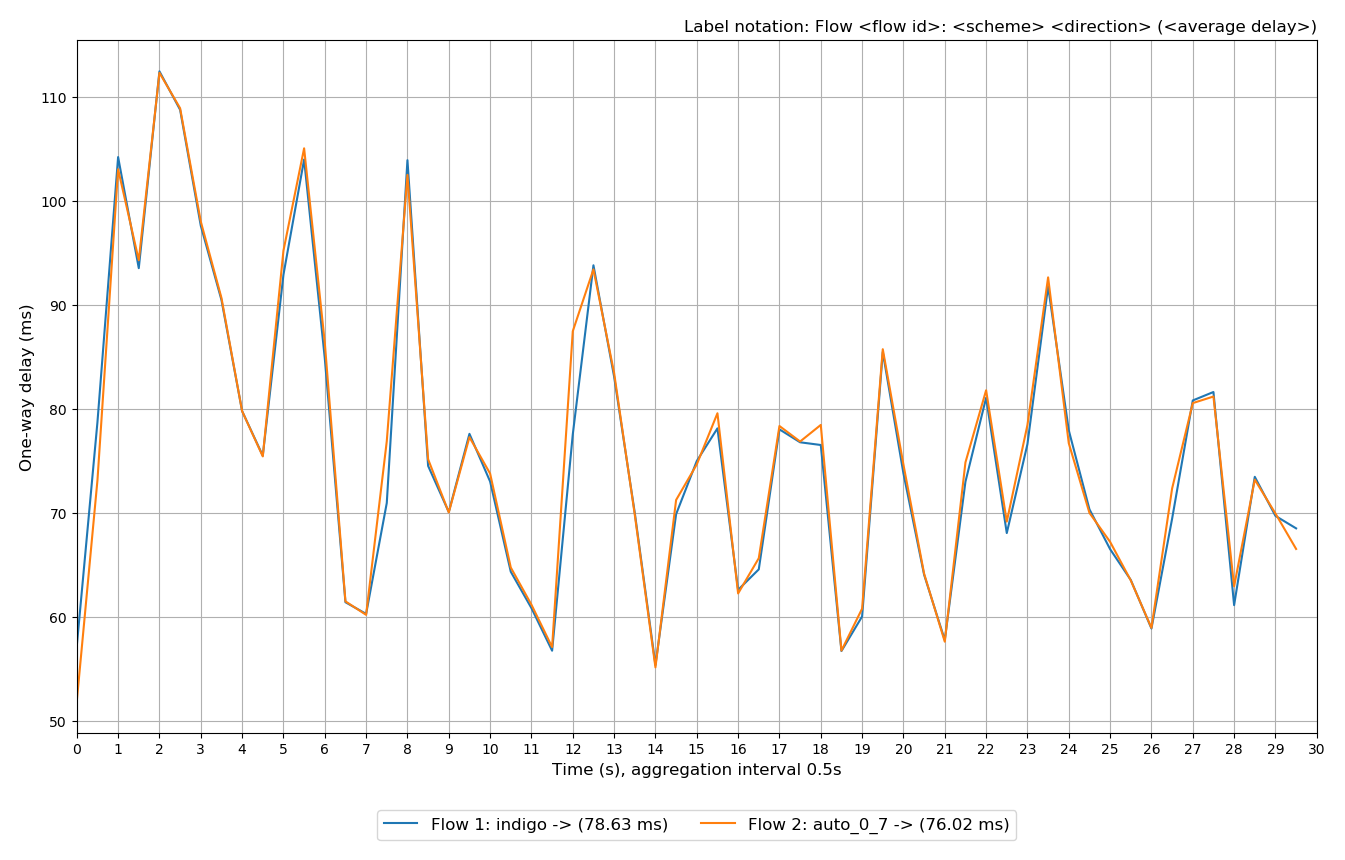 Label notation: Flow <flow id>: <scheme> <direction> (<average delay>)
One-way delay (ms)
110
100
90
80
70
60
50
0 1 2 3 4 5 6 7 8 9 10 11 12 13 14 15 16 17 18 19 20 21 22 23 24 25 26 27 28 29 30
Time (s), aggregation interval 0.5s
Flow 1: indigo -> (78.63 ms) Flow 2: auto_0_7 -> (76.02 ms)